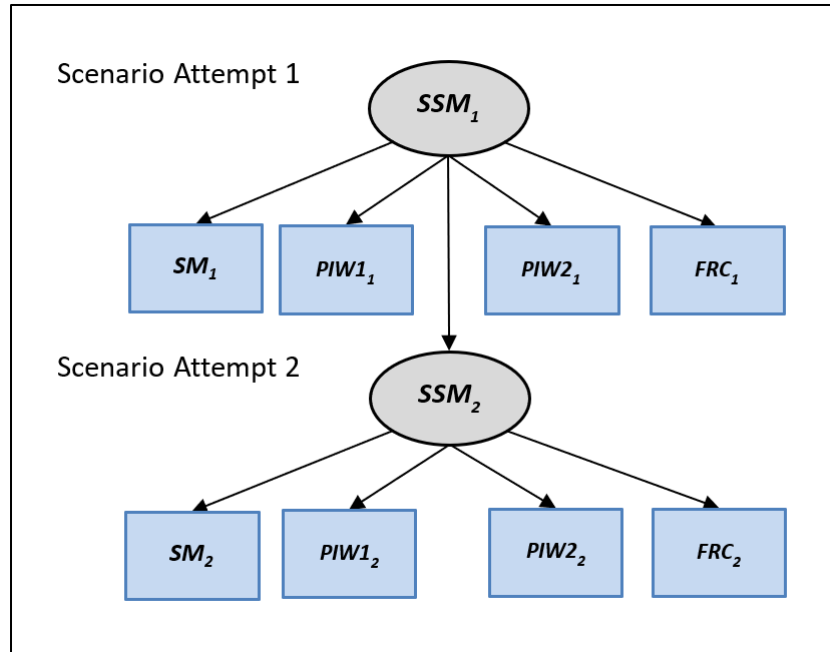 Scenario Attempt 1
SSM₁
SM₁ PIW1₁ PIW2₁ FRC₁
Scenario Attempt 2
SSM₂
SM₂ PIW1₂ PIW2₂ FRC₂